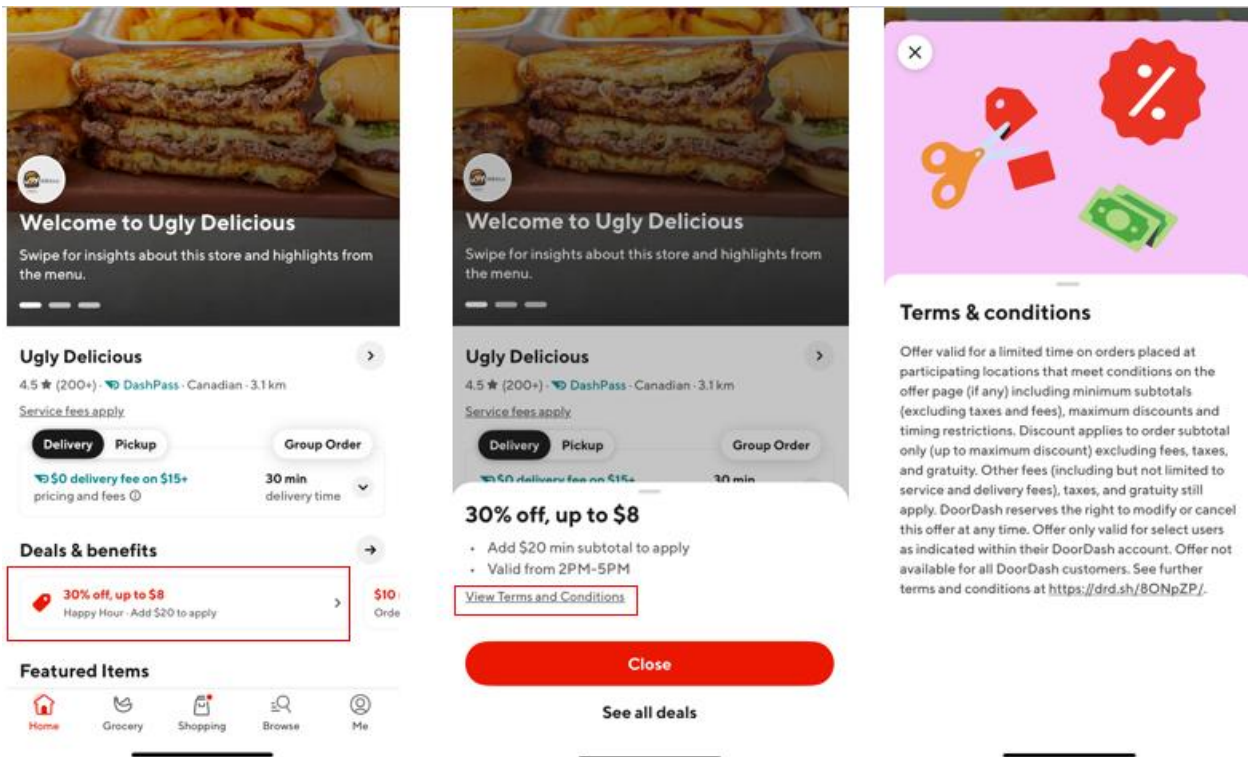 Welcome to Ugly Delicious
Swipe for insights about this store and highlights from
the menu.
Ugly Delicious
4.5 ★ (200+) · DashPass · Canadian · 3.1 km
Service fees apply
Delivery
Pickup
Group Order
$0 delivery fee on $15+
pricing and fees ⓘ
30 min
delivery time
Deals & benefits
30% off, up to $8
Happy Hour · Add $20 to apply
$10
Orde
Featured Items
Home
Grocery
Shopping
Browse
Me
Welcome to Ugly Delicious
Swipe for insights about this store and highlights from
the menu.
Ugly Delicious
4.5 ★ (200+) · DashPass · Canadian · 3.1 km
Service fees apply
Delivery
Pickup
Group Order
$0 delivery fee on $15+
30 min
30% off, up to $8
• Add $20 min subtotal to apply
• Valid from 2PM-5PM
View Terms and Conditions
Close
See all deals
%
Terms & conditions
Offer valid for a limited time on orders placed at
participating locations that meet conditions on the
offer page (if any) including minimum subtotals
(excluding taxes and fees), maximum discounts and
timing restrictions. Discount applies to order subtotal
only (up to maximum discount) excluding fees, taxes,
and gratuity. Other fees (including but not limited to
service and delivery fees), taxes, and gratuity still
apply. DoorDash reserves the right to modify or cancel
this offer at any time. Offer only valid for select users
as indicated within their DoorDash account. Offer not
available for all DoorDash customers. See further
terms and conditions at https://drd.sh/8ONpZP/.